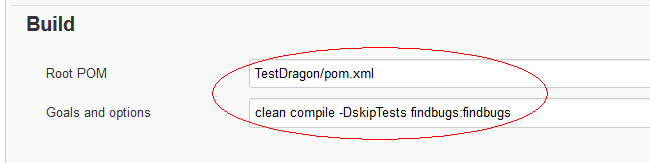 Build
Root POM
TestDragon/pom.xml
Goals and options
clean compile -DskipTests findbugs:findbugs